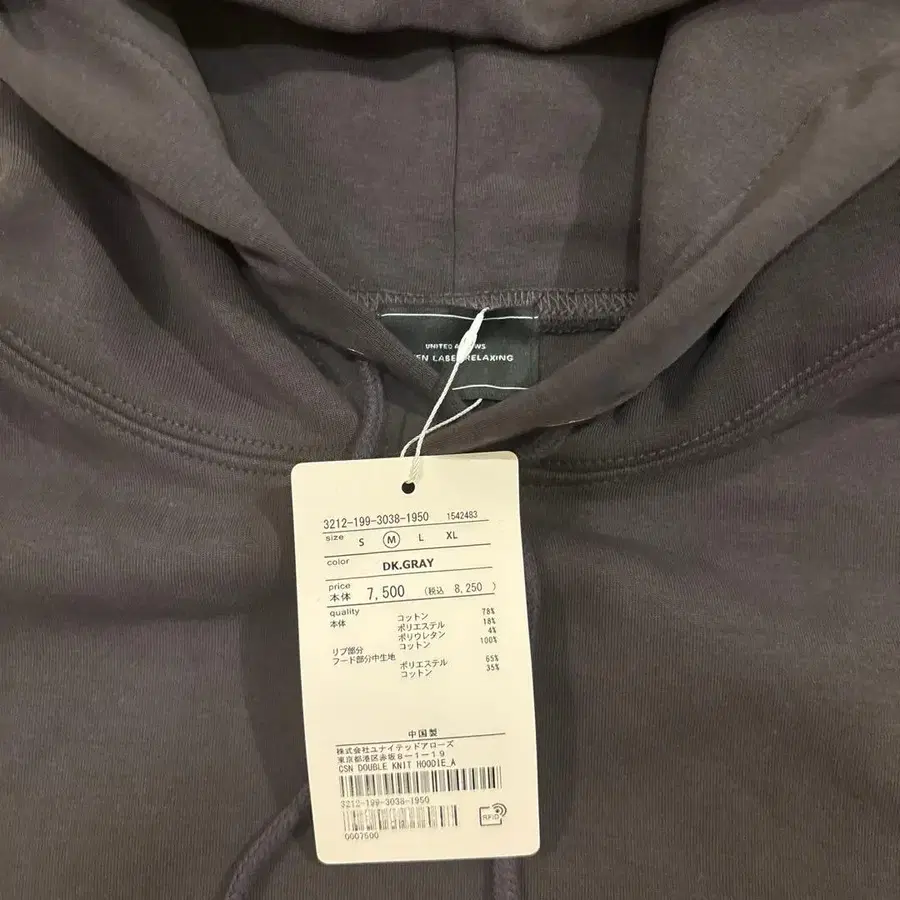 UNITED
LABEL RELAXING
3212-199-3038-1950 1542483
size S M L XL
color DK.GRAY
price
本体 7,500 (税込 8,250 )
quality
本体 コットン 78%
ポリエステル 18%
ポリウレタン 4%
リブ部分 コットン 100%
フード部分中生地
ポリエステル 65%
コットン 35%
中国製
株式会社ユナイテッドアローズ
東京都港区赤坂8-1-19
CSN DOUBLE KNIT HOODIE_A
3212-199-3038-1950
0007500
RFID